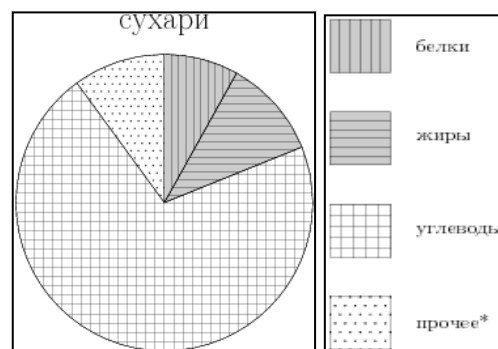 сухари
белки
жиры
углеводы
прочее*